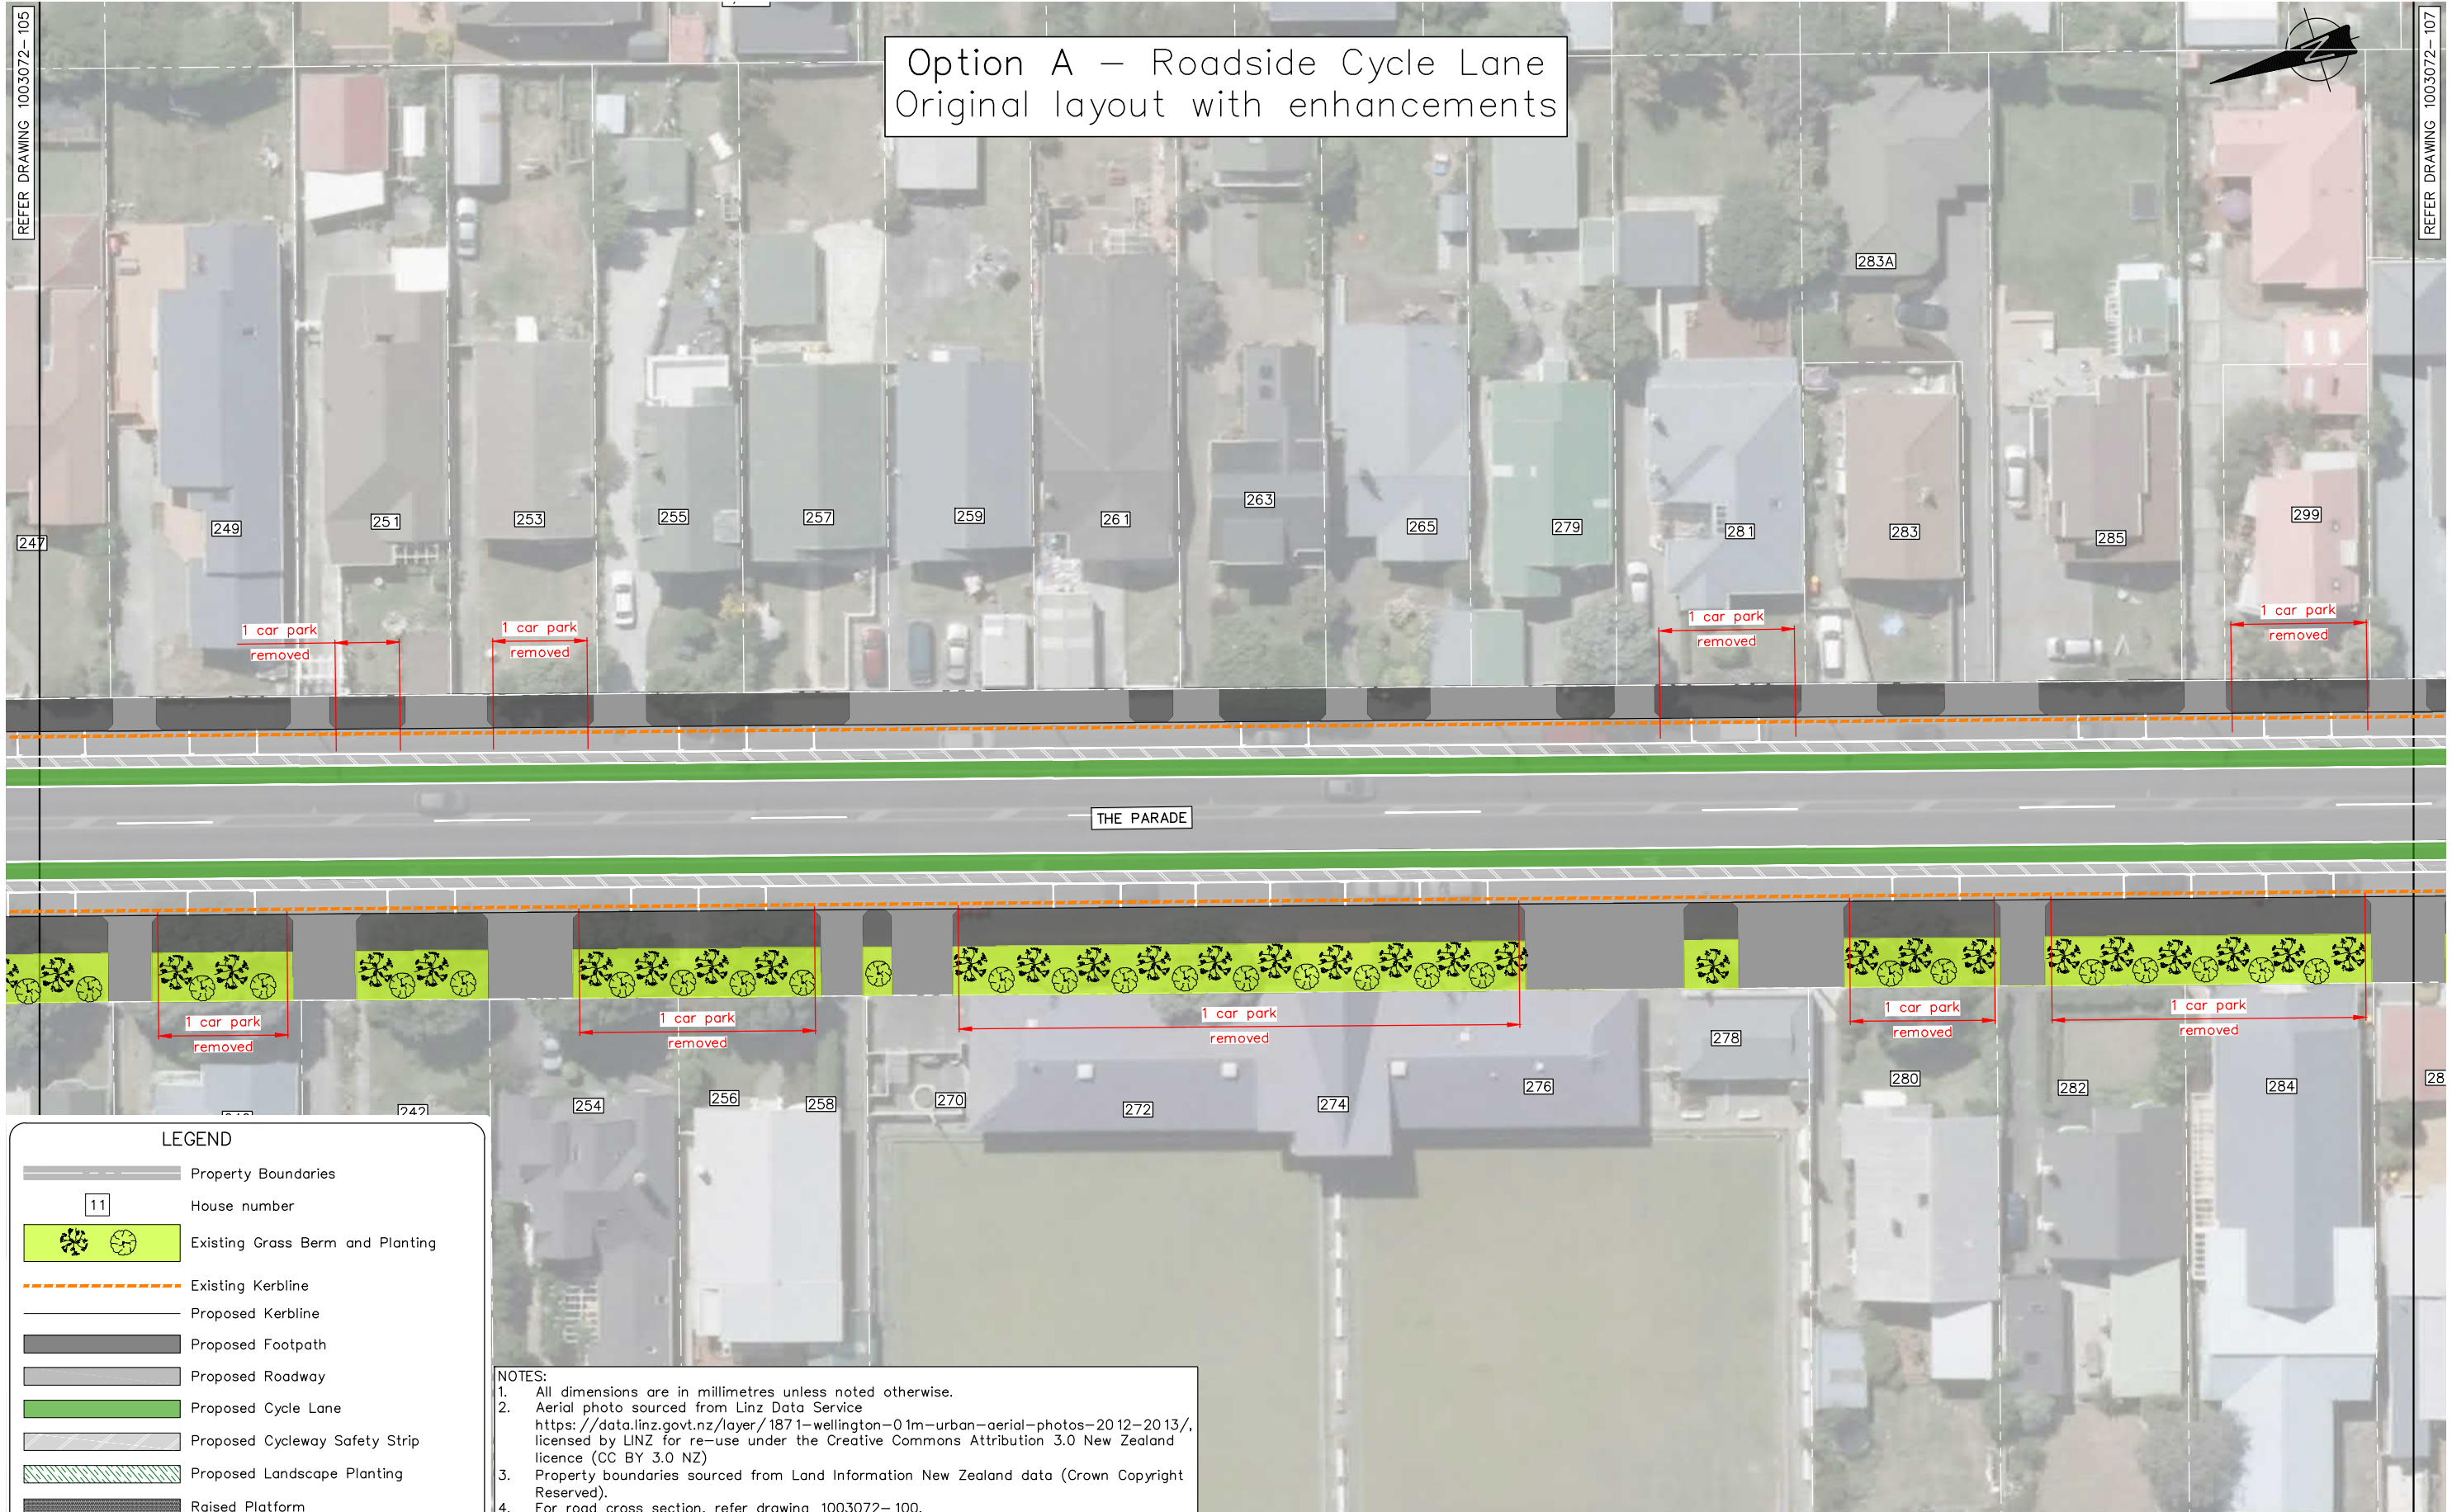 REFER DRAWING 1003072-105
Option A – Roadside Cycle Lane
Original layout with enhancements
REFER DRAWING 1003072-107
283A
247
249
251
253
255
257
259
261
263
265
279
281
283
285
299
1 car park
removed
1 car park
removed
1 car park
removed
1 car park
removed
THE PARADE
1 car park
removed
1 car park
removed
1 car park
removed
1 car park
removed
1 car park
removed
242
254
256
258
270
272
274
276
278
280
282
284
28
LEGEND
Property Boundaries
11 House number
Existing Grass Berm and Planting
Existing Kerbline
Proposed Kerbline
Proposed Footpath
Proposed Roadway
Proposed Cycle Lane
Proposed Cycleway Safety Strip
Proposed Landscape Planting
Raised Platform
NOTES:
1. All dimensions are in millimetres unless noted otherwise.
2. Aerial photo sourced from Linz Data Service
https://data.linz.govt.nz/layer/1871-wellington-01m-urban-aerial-photos-2012-2013/,
licensed by LINZ for re-use under the Creative Commons Attribution 3.0 New Zealand
licence (CC BY 3.0 NZ)
3. Property boundaries sourced from Land Information New Zealand data (Crown Copyright
Reserved).
4. For road cross section, refer drawing 1003072-100.